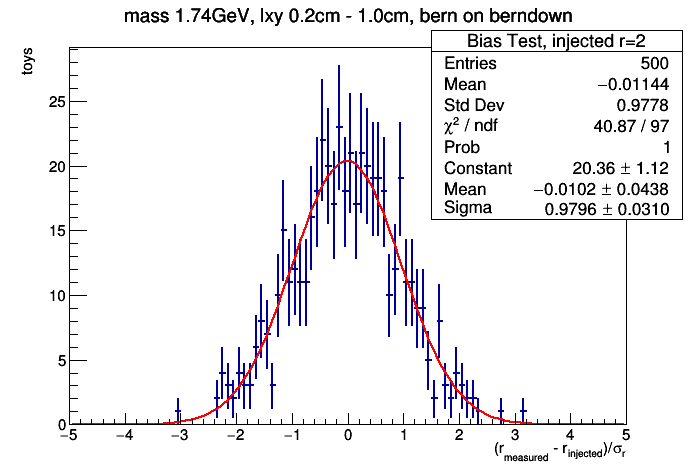 mass 1.74GeV, lxy 0.2cm - 1.0cm, bern on berndown
Bias Test, injected r=2
Entries 500
Mean −0.01144
Std Dev 0.9778
χ² / ndf 40.87 / 97
Prob 1
Constant 20.36 ± 1.12
Mean −0.0102 ± 0.0438
Sigma 0.9796 ± 0.0310
toys
25
20
15
10
5
0
−5 −4 −3 −2 −1 0 1 2 3 4 5
(r_measured - r_injected)/σ_r